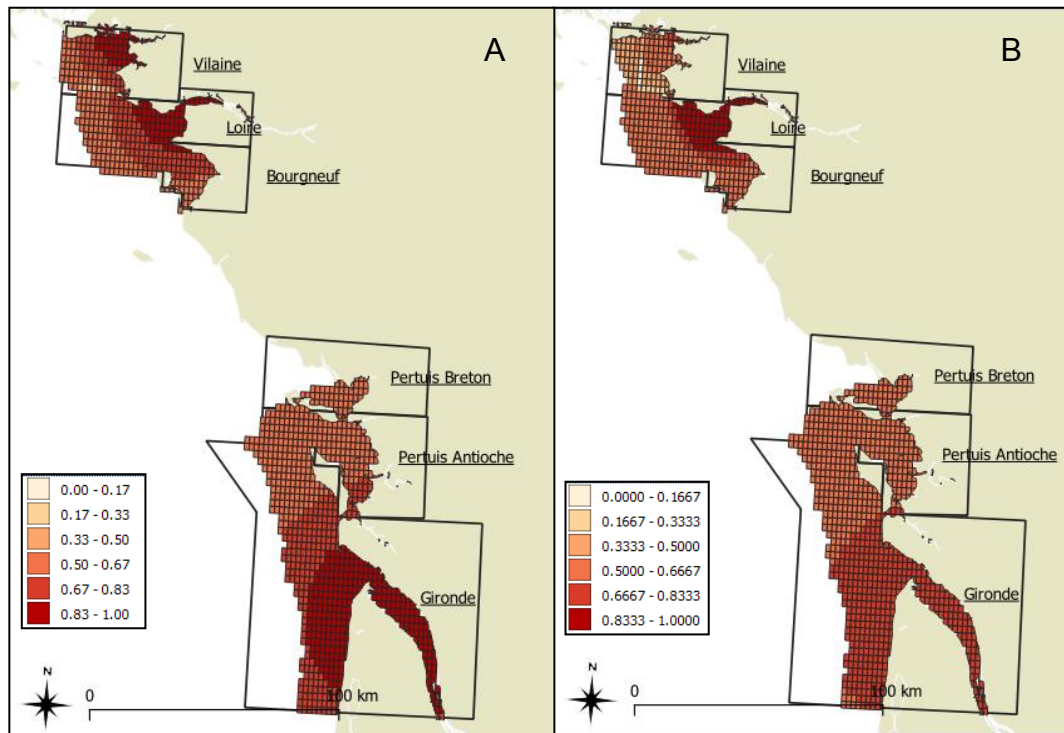 A
Vilaine
Loire
Bourgneuf
Pertuis Breton
Pertuis Antioche
Gironde
0.00 - 0.17
0.17 - 0.33
0.33 - 0.50
0.50 - 0.67
0.67 - 0.83
0.83 - 1.00
N
0
100 km
B
Vilaine
Loire
Bourgneuf
Pertuis Breton
Pertuis Antioche
Gironde
0.0000 - 0.1667
0.1667 - 0.3333
0.3333 - 0.5000
0.5000 - 0.6667
0.6667 - 0.8333
0.8333 - 1.0000
N
0
100 km